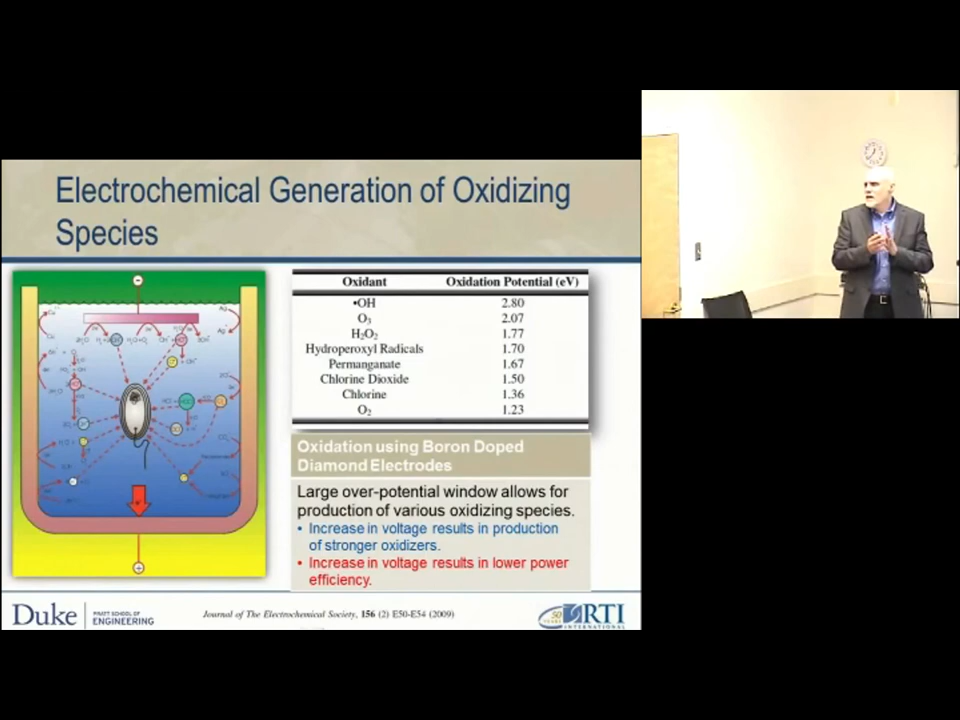 Electrochemical Generation of Oxidizing
Species
Oxidant Oxidation Potential (eV)
•OH 2.80
O₃ 2.07
H₂O₂ 1.77
Hydroperoxyl Radicals 1.70
Permanganate 1.67
Chlorine Dioxide 1.50
Chlorine 1.36
O₂ 1.23
Oxidation using Boron Doped
Diamond Electrodes
Large over-potential window allows for
production of various oxidizing species.
• Increase in voltage results in production
of stronger oxidizers.
• Increase in voltage results in lower power
efficiency.
Duke PRATT SCHOOL OF
ENGINEERING
Journal of The Electrochemical Society, 156 (2) E50-E54 (2009)
50
YEARS
RTI
INTERNATIONAL